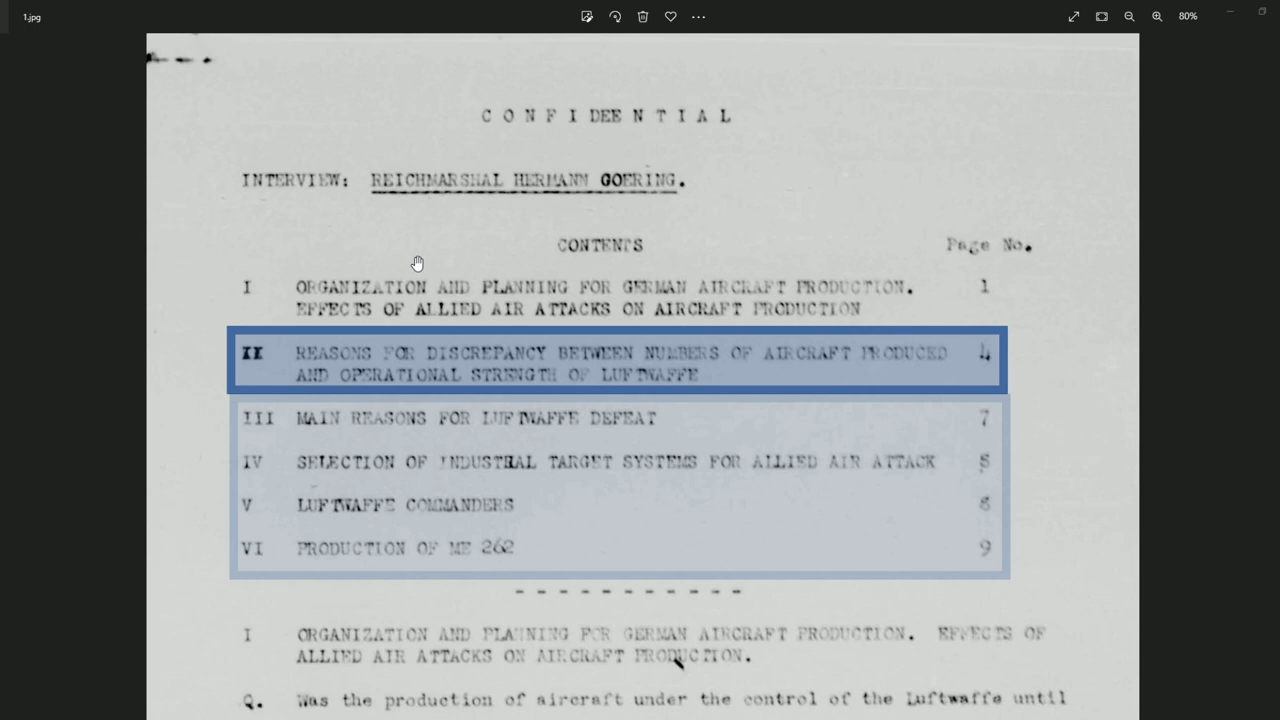 1.jpg
80%
C O N F I DEE N T I A L
INTERVIEW: REICHMARSHAL HERMANN GOERING.
CONTENTS Page No.
I ORGANIZATION AND PLANNING FOR GERMAN AIRCRAFT PRODUCTION. 1
EFFECTS OF ALLIED AIR ATTACKS ON AIRCRAFT PRODUCTION
II REASONS FOR DISCREPANCY BETWEEN NUMBERS OF AIRCRAFT PRODUCED 4
AND OPERATIONAL STRENGTH OF LUFTWAFFE
III MAIN REASONS FOR LUFTWAFFE DEFEAT 7
IV SELECTION OF INDUSTRAL TARGET SYSTEMS FOR ALLIED AIR ATTACK
V LUFTWAFFE COMMANDERS 8
VI PRODUCTION OF ME 262 9
- - - - - - - - - - -
I ORGANIZATION AND PLANNING FOR GERMAN AIRCRAFT PRODUCTION. EFFECTS OF
ALLIED AIR ATTACKS ON AIRCRAFT PRODUCTION.
Q. Was the production of aircraft under the control of the Luftwaffe until